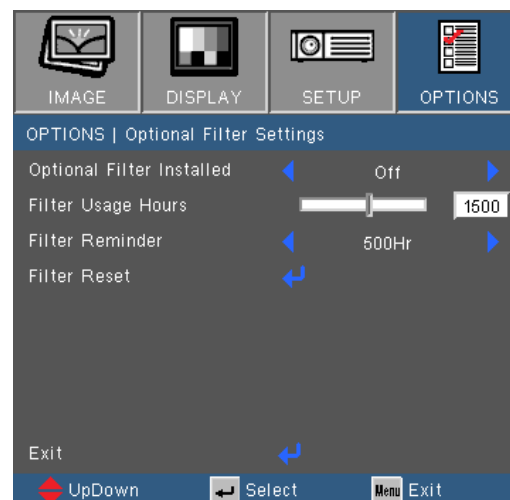 IMAGE DISPLAY SETUP OPTIONS
OPTIONS | Optional Filter Settings
Optional Filter Installed Off
Filter Usage Hours 1500
Filter Reminder 500Hr
Filter Reset
Exit
UpDown Select Menu Exit